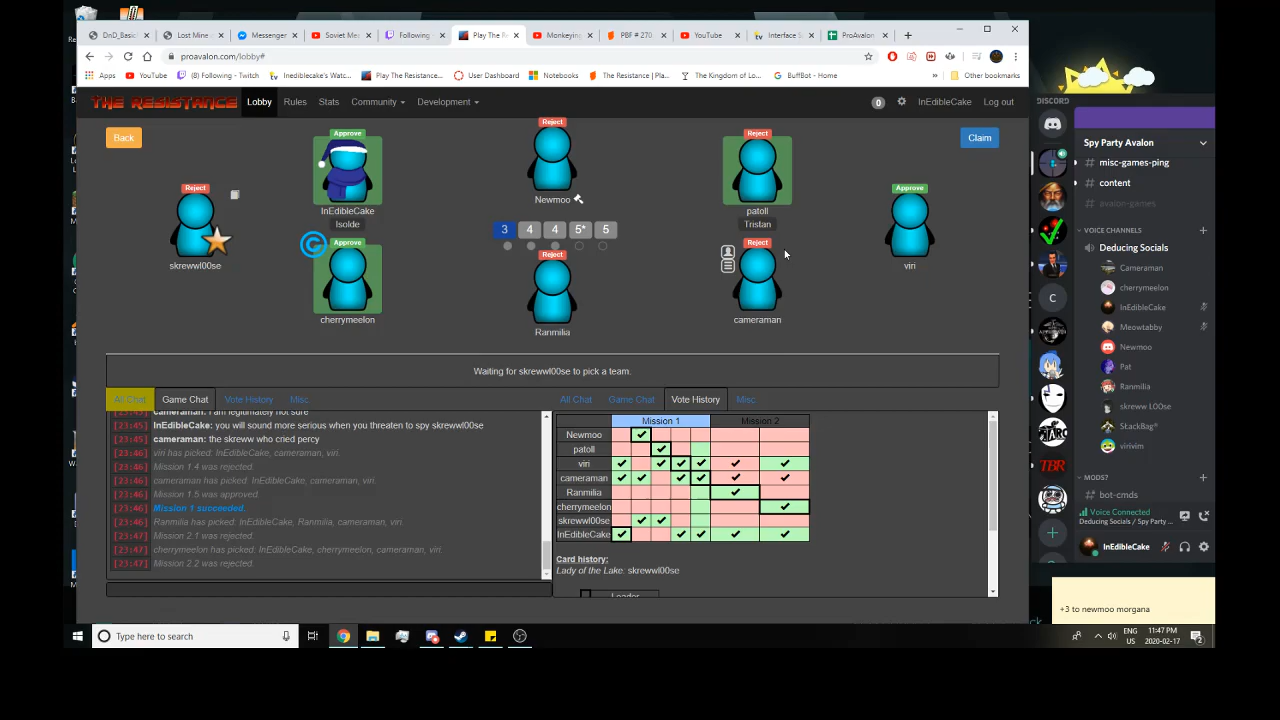 DnD_Basic
Lost Mine o
Messenger
Soviet Mem
Following -
Play The Re
Monkeying
PBF # 270
YouTube
Interface S
ProAvalon
proavalon.com/lobby#
Apps
YouTube
(8) Following - Twitch
Inediblecake's Watc...
Play The Resistance...
User Dashboard
Notebooks
The Resistance | Pla...
The Kingdom of Lo...
BuffBot - Home
»
Other bookmarks
THE RESISTANCE
Lobby
Rules
Stats
Community
Development
0
InEdibleCake
Log out
Back
Claim
Reject
skrewwl00se
Approve
InEdibleCake
Isolde
Approve
cherrymeelon
Reject
Newmoo
3
4
4
5*
5
Reject
Ranmilia
Reject
patoll
Tristan
Reject
cameraman
Approve
viri
Waiting for skrewwl00se to pick a team.
All Chat
Game Chat
Vote History
Misc
cameraman: I am legitimately not sure
[23:45] InEdibleCake: you will sound more serious when you threaten to spy skrewwl00se
[23:45] cameraman: the skreww who cried percy
[23:46] viri has picked: InEdibleCake, cameraman, viri.
[23:46] Mission 1.4 was rejected.
[23:46] cameraman has picked: InEdibleCake, cameraman, viri.
[23:46] Mission 1.5 was approved
[23:46] Mission 1 succeeded.
[23:46] Ranmilia has picked: InEdibleCake, Ranmilia, cameraman, viri.
[23:46] Mission 2.1 was rejected.
[23:47] cherrymeelon has picked: InEdibleCake, cherrymeelon, cameraman, viri.
[23:47] Mission 2.2 was rejected.
All Chat
Game Chat
Vote History
Misc
Mission 1
Mission 2
Newmoo
patoll
viri
cameraman
Ranmilia
cherrymeelon
skrewwl00se
InEdibleCake
Card history:
Lady of the Lake: skrewwl00se
Leader
DISCORD
Spy Party Avalon
# misc-games-ping
# content
# avalon-games
VOICE CHANNELS
Deducing Socials
Cameraman
cherrymeelon
InEdibleCake
Meowtabby
Newmoo
Pat
Ranmilia
skreww LOOse
StackBag®
virivim
MODS?
# bot-cmds
Voice Connected
Deducing Socials / Spy Party ...
InEdibleCake
C
TBR
+3 to newmoo morgana
Type here to search
ENG
US
11:47 PM
2020-02-17
2